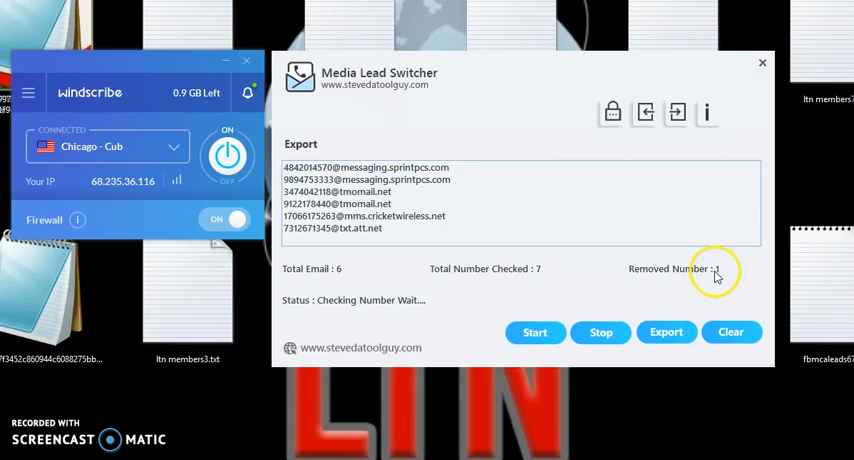 windscribe
0.9 GB Left
CONNECTED
ON
Chicago - Cub
OFF
Your IP
68.235.36.116
Firewall
i
ON
Media Lead Switcher
www.stevedatoolguy.com
i
Export
4842014570@messaging.sprintpcs.com
9894753333@messaging.sprintpcs.com
3474042118@tmomail.net
9122178440@tmomail.net
17066175263@mms.cricketwireless.net
7312671345@txt.att.net
Total Email : 6
Total Number Checked : 7
Removed Number : 1
Status : Checking Number Wait....
Start
Stop
Export
Clear
www.stevedatoolguy.com
ltn members7
7f3452c860944c6088275bb...
ltn members3.txt
fbmcaleads67
LTN
RECORDED WITH
SCREENCAST MATIC